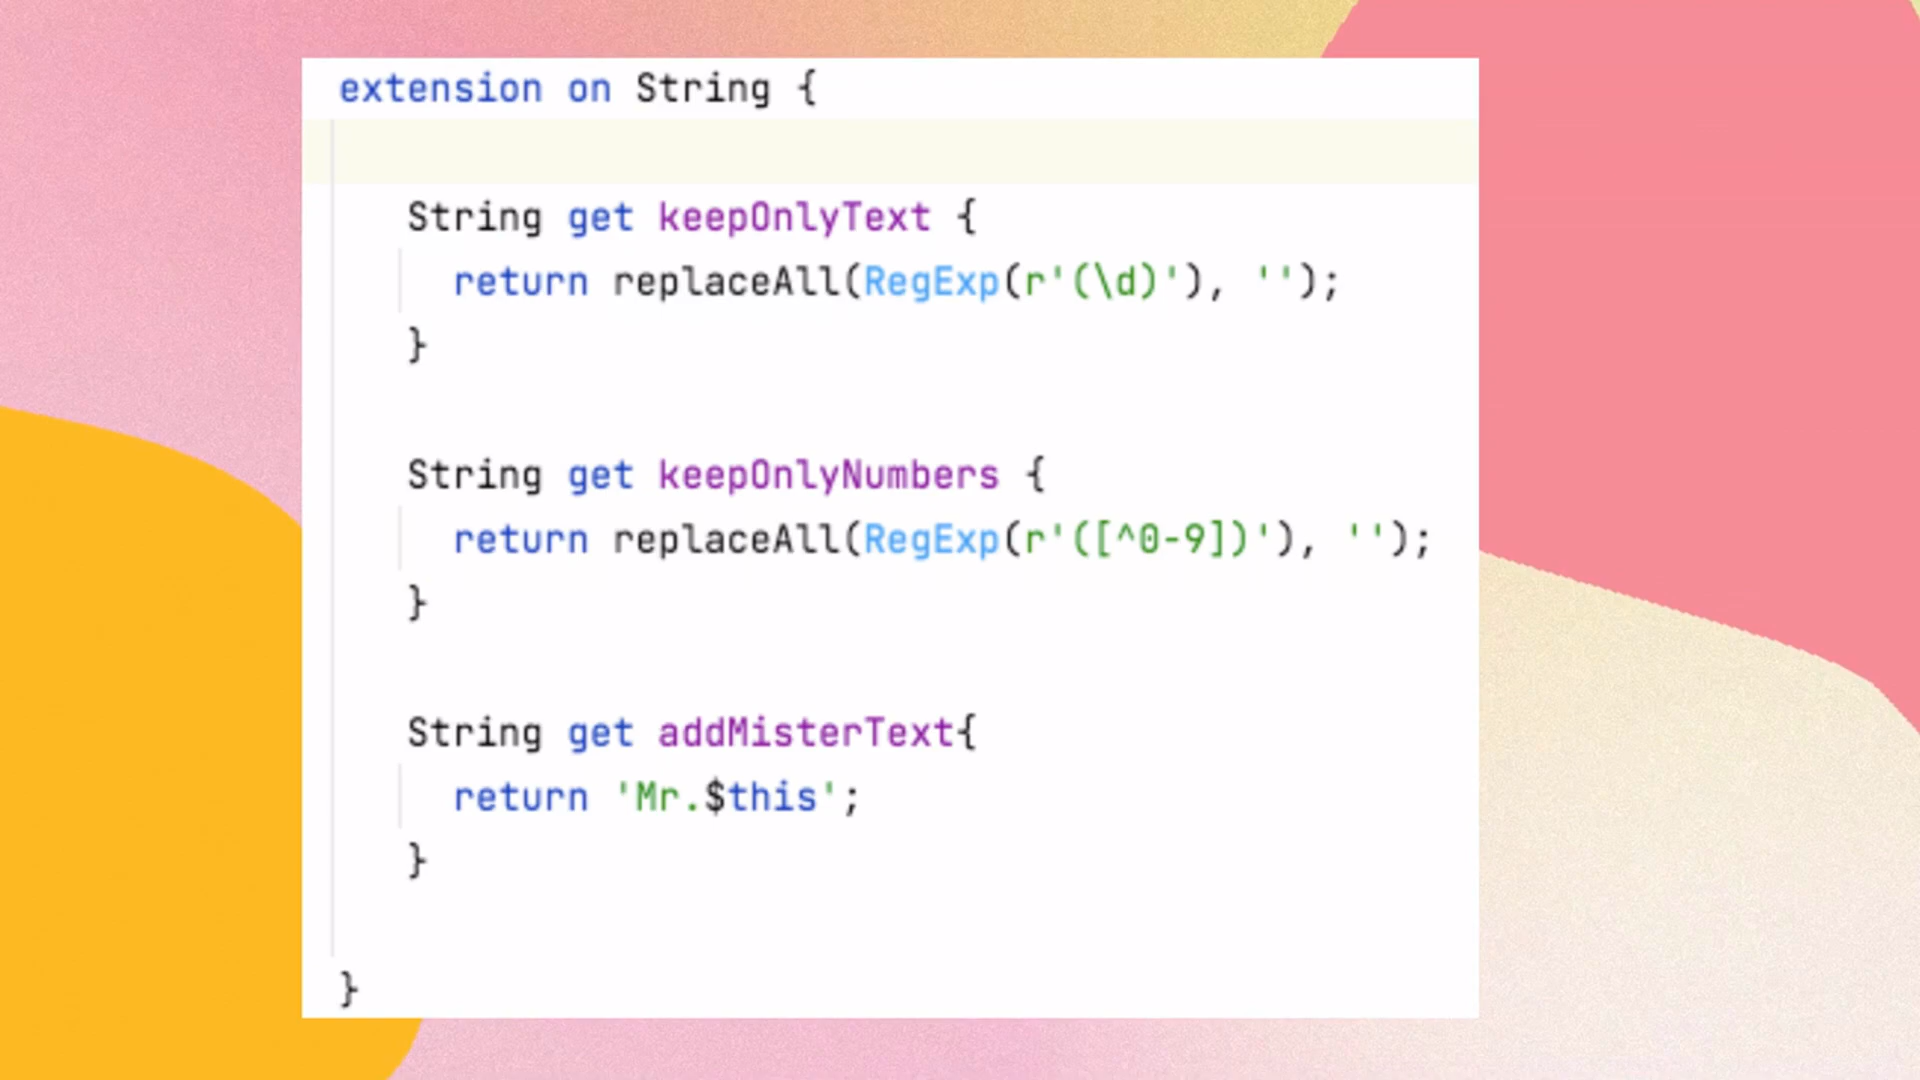 extension on String {
String get keepOnlyText {
return replaceAll(RegExp(r'(\d)'), '');
}
String get keepOnlyNumbers {
return replaceAll(RegExp(r'([^0-9])'), '');
}
String get addMisterText{
return 'Mr.$this';
}
}